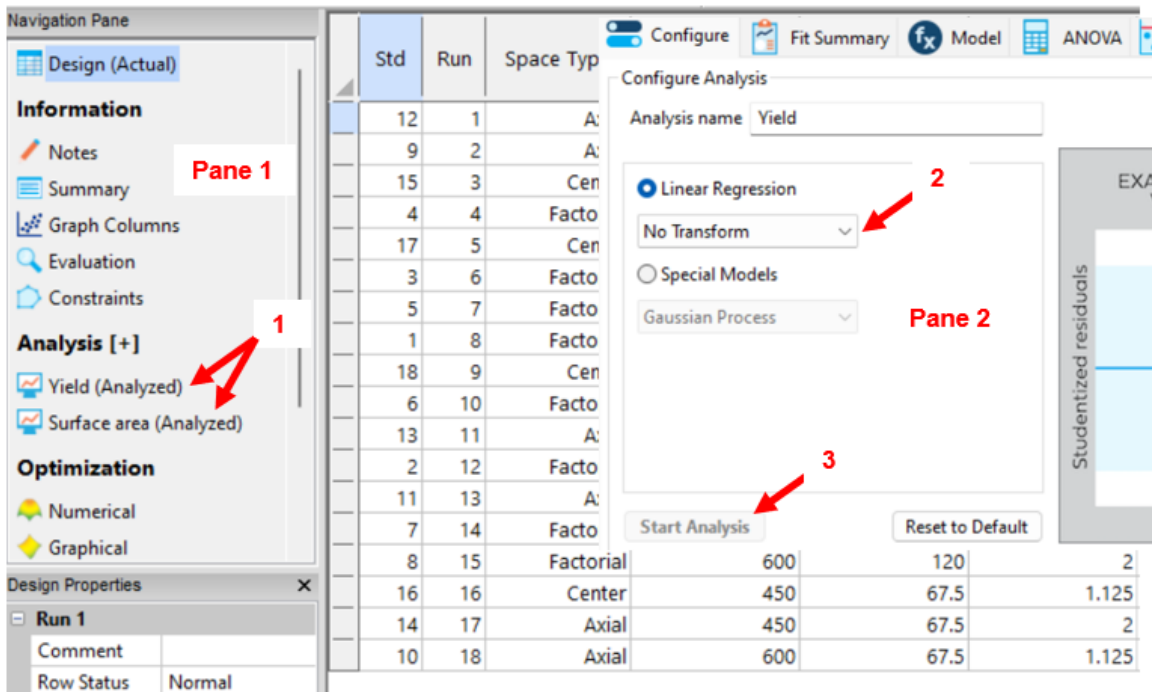 Navigation Pane
Design (Actual)
Information
Notes
Pane 1
Summary
Graph Columns
Evaluation
Constraints
1
Analysis [+]
Yield (Analyzed)
Surface area (Analyzed)
Optimization
Numerical
Graphical
Design Properties
Run 1
Comment
Row Status Normal
Std Run Space Typ
12 1 A
9 2 A
15 3 Cen
4 4 Facto
17 5 Cen
3 6 Facto
5 7 Facto
1 8 Facto
18 9 Cen
6 10 Facto
13 11 A
2 12 Facto
11 13 A
7 14 Facto
8 15 Factorial 600 120 2
16 16 Center 450 67.5 1.125
14 17 Axial 450 67.5 2
10 18 Axial 600 67.5 1.125
Configure Fit Summary fx Model ANOVA
Configure Analysis
Analysis name Yield
Linear Regression
2
No Transform
Special Models
Gaussian Process
Pane 2
3
Start Analysis Reset to Default
EXA
Studentized residuals